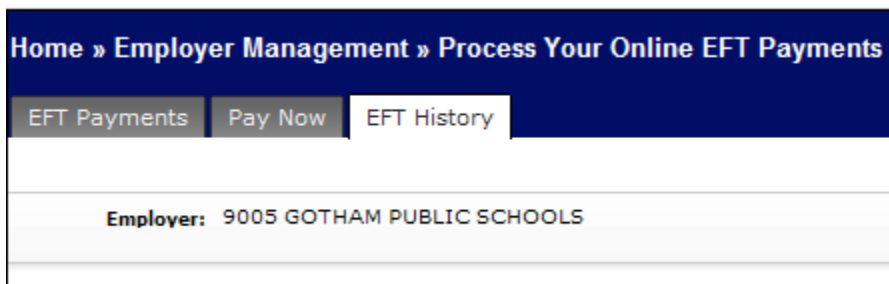 Home » Employer Management » Process Your Online EFT Payments
EFT Payments Pay Now EFT History
Employer: 9005 GOTHAM PUBLIC SCHOOLS